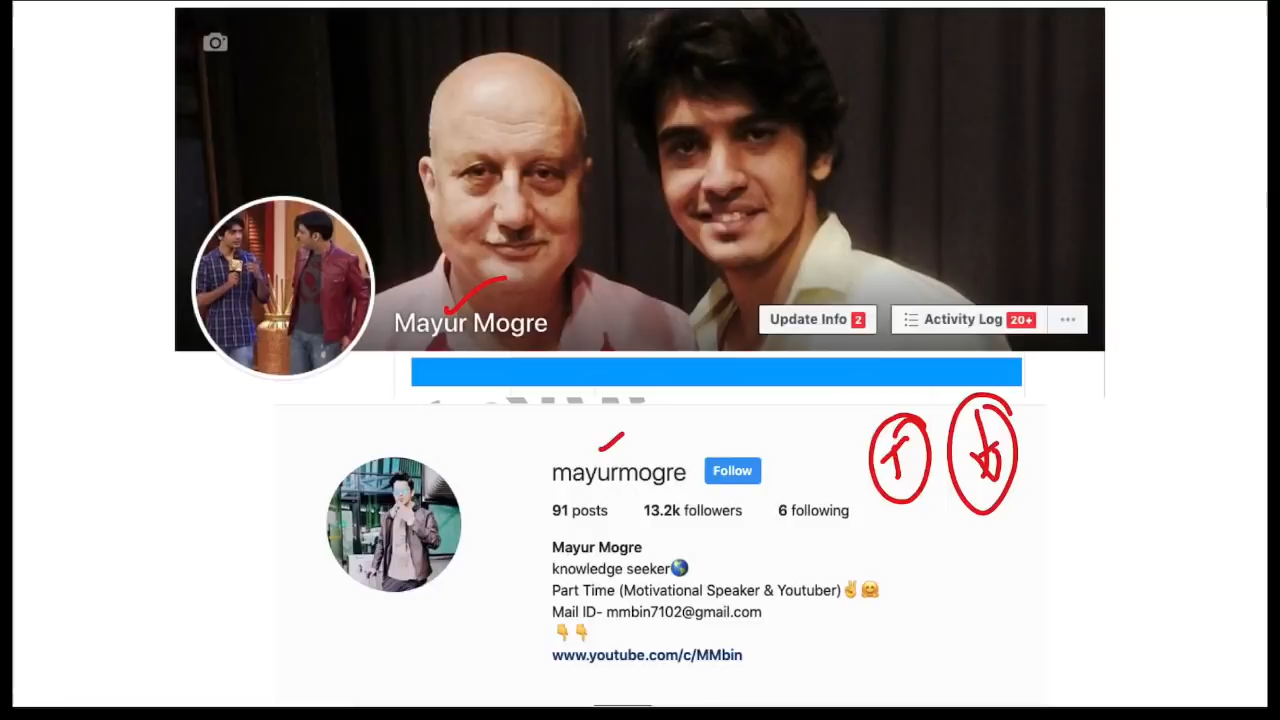 Mayur Mogre
Update Info 2
Activity Log 20+
mayurmogre
Follow
91 posts 13.2k followers 6 following
Mayur Mogre
knowledge seeker🌎
Part Time (Motivational Speaker & Youtuber)✌🤗
Mail ID- mmbin7102@gmail.com
👇👇
www.youtube.com/c/MMbin